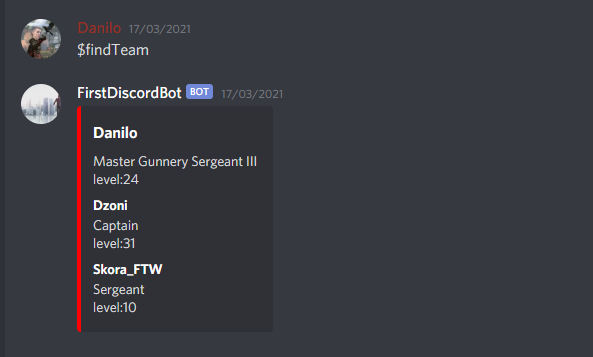 Danilo 17/03/2021
$findTeam
FirstDiscordBot BOT 17/03/2021
Danilo
Master Gunnery Sergeant III
level:24
Dzoni
Captain
level:31
Skora_FTW
Sergeant
level:10